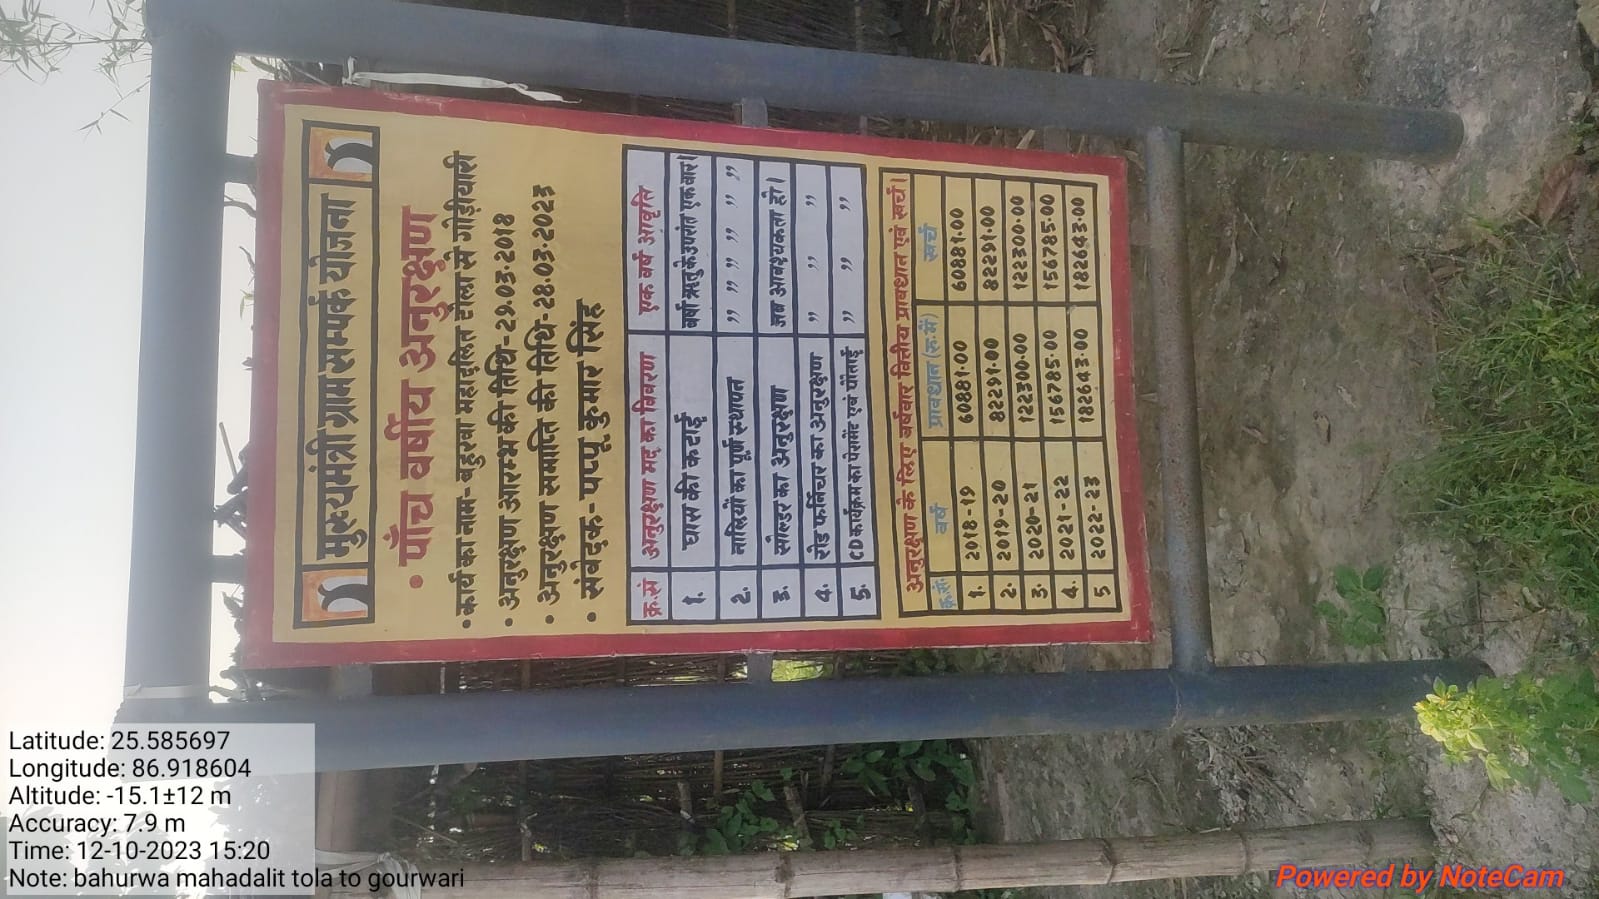 मुख्यमंत्री ग्राम सम्पर्क योजना
• पाँच वर्षीय अनुरक्षण
• कार्य का नाम- बहुरवा महादलित टोला से गोड़ीयारी
• अनुरक्षण आरम्भ की तिथि-29.03.2018
• अनुरक्षण समाप्ति की तिथि-28.03.2023
• संवेदक- पप्पू कुमार सिंह
क्र.सं अनुरक्षण मद का विवरण एक वर्ष आवृति
1. घास की कटाई वर्षा ऋतु के उपरांत एक बार।
2. नालियों का पूर्ण स्थापन ,, ,, ,, ,, ,, ,,
3. सोल्डर का अनुरक्षण जब आवश्यकता हो।
4. रोड फर्निचार का अनुरक्षण ,, ,, ,,
5. CD कार्यक्रम का पेरामेंट एवं पोताई ,, ,, ,,
अनुरक्षण के लिए वर्षवार वित्तीय प्रावधान एवं खर्च।
क्र.सं. वर्ष प्रावधान(रु.में) खर्च
1. 2018-19 60881.00 60881.00
2. 2019-20 82291.00 82291.00
3. 2020-21 122300.00 122300.00
4. 2021-22 156785.00 156785.00
5 2022-23 182643.00 182643.00
Latitude: 25.585697
Longitude: 86.918604
Altitude: -15.1±12 m
Accuracy: 7.9 m
Time: 12-10-2023 15:20
Note: bahurwa mahadalit tola to gourwari
Powered by NoteCam